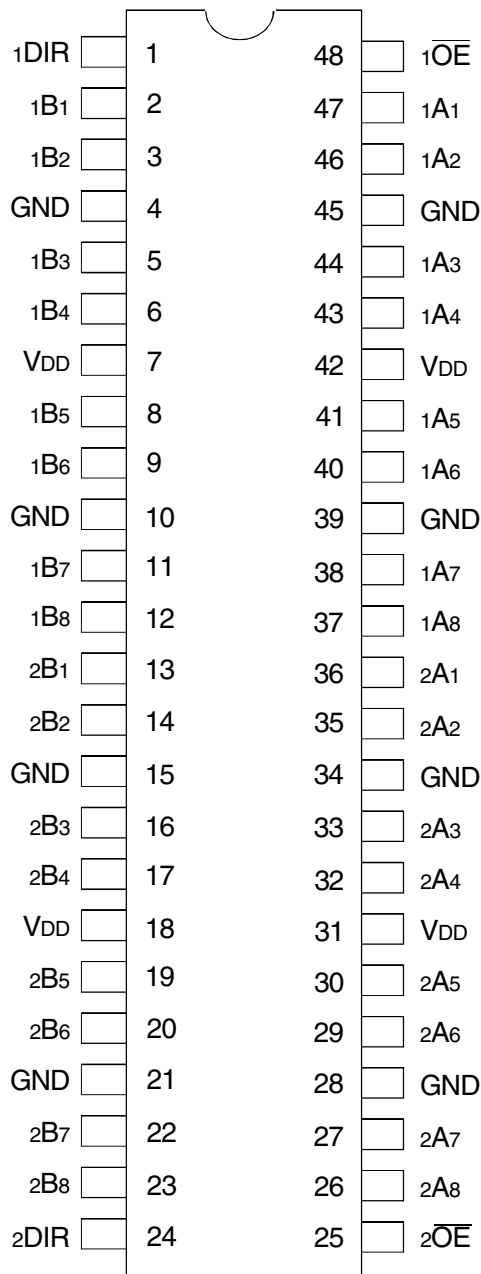 1DIR 1 48 1O̅E̅
1B1 2 47 1A1
1B2 3 46 1A2
GND 4 45 GND
1B3 5 44 1A3
1B4 6 43 1A4
VDD 7 42 VDD
1B5 8 41 1A5
1B6 9 40 1A6
GND 10 39 GND
1B7 11 38 1A7
1B8 12 37 1A8
2B1 13 36 2A1
2B2 14 35 2A2
GND 15 34 GND
2B3 16 33 2A3
2B4 17 32 2A4
VDD 18 31 VDD
2B5 19 30 2A5
2B6 20 29 2A6
GND 21 28 GND
2B7 22 27 2A7
2B8 23 26 2A8
2DIR 24 25 2O̅E̅